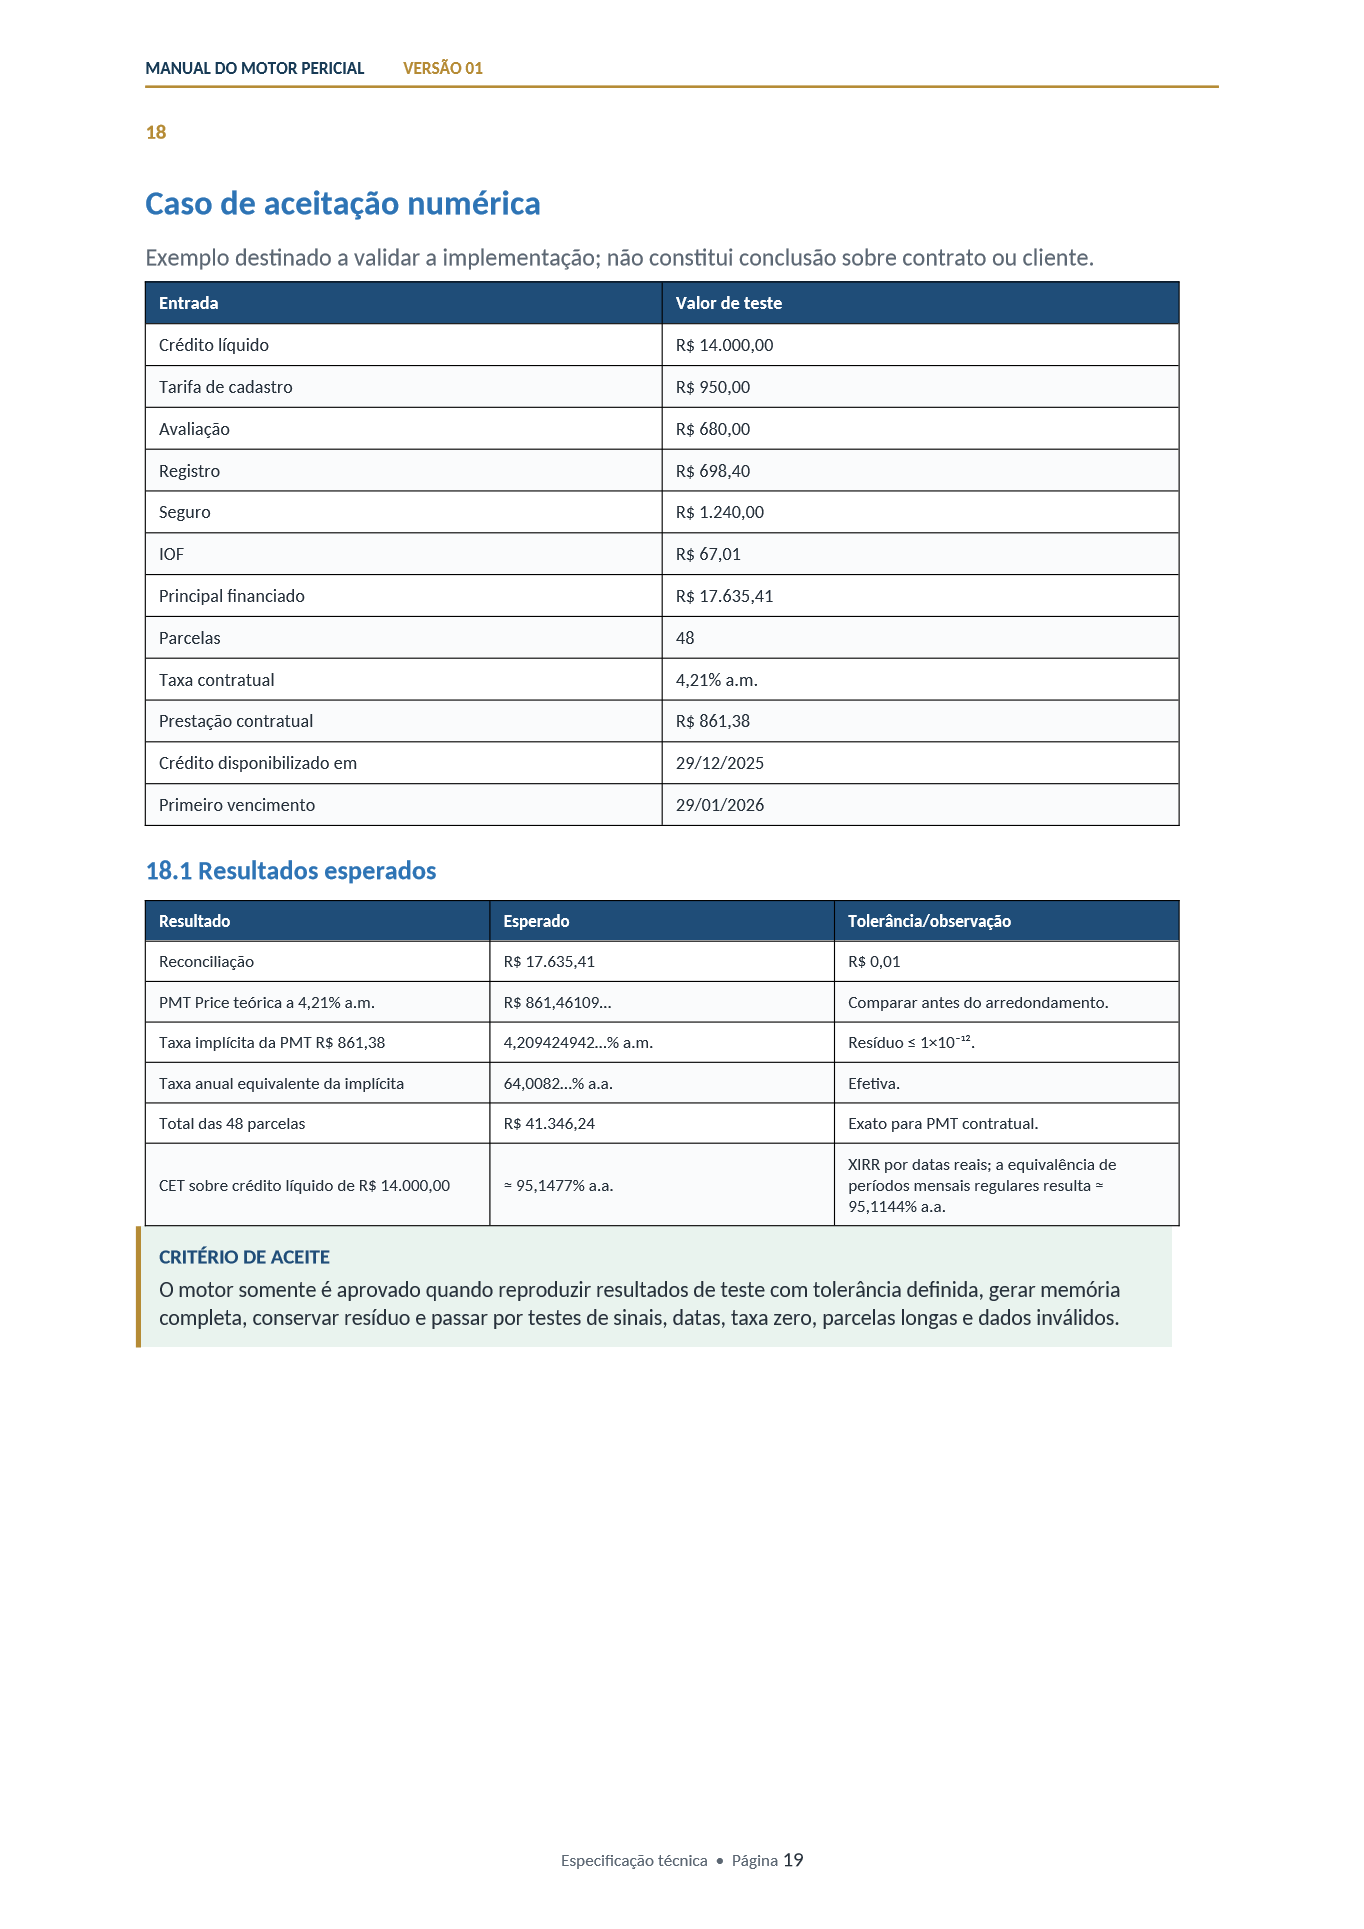 MANUAL DO MOTOR PERICIAL VERSÃO 01
18
Caso de aceitação numérica
Exemplo destinado a validar a implementação; não constitui conclusão sobre contrato ou cliente.
Entrada Valor de teste
Crédito líquido R$ 14.000,00
Tarifa de cadastro R$ 950,00
Avaliação R$ 680,00
Registro R$ 698,40
Seguro R$ 1.240,00
IOF R$ 67,01
Principal financiado R$ 17.635,41
Parcelas 48
Taxa contratual 4,21% a.m.
Prestação contratual R$ 861,38
Crédito disponibilizado em 29/12/2025
Primeiro vencimento 29/01/2026
18.1 Resultados esperados
Resultado Esperado Tolerância/observação
Reconciliação R$ 17.635,41 R$ 0,01
PMT Price teórica a 4,21% a.m. R$ 861,46109... Comparar antes do arredondamento.
Taxa implícita da PMT R$ 861,38 4,209424942...% a.m. Resíduo ≤ 1×10⁻¹².
Taxa anual equivalente da implícita 64,0082...% a.a. Efetiva.
Total das 48 parcelas R$ 41.346,24 Exato para PMT contratual.
CET sobre crédito líquido de R$ 14.000,00 ≈ 95,1477% a.a. XIRR por datas reais; a equivalência de
períodos mensais regulares resulta ≈
95,1144% a.a.
CRITÉRIO DE ACEITE
O motor somente é aprovado quando reproduzir resultados de teste com tolerância definida, gerar memória
completa, conservar resíduo e passar por testes de sinais, datas, taxa zero, parcelas longas e dados inválidos.
Especificação técnica • Página 19